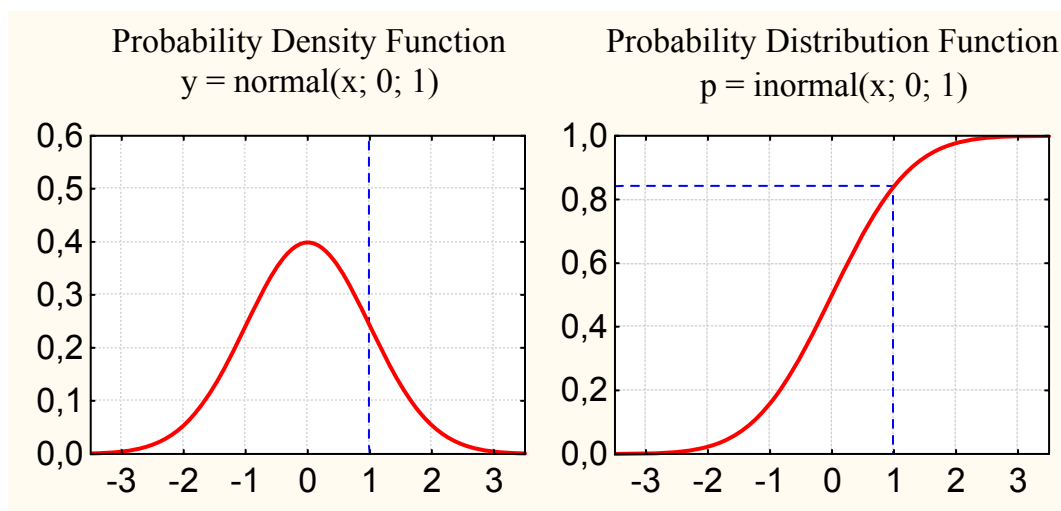 Probability Density Function
y = normal(x; 0; 1)
0,6
0,5
0,4
0,3
0,2
0,1
0,0
-3 -2 -1 0 1 2 3
Probability Distribution Function
p = inormal(x; 0; 1)
1,0
0,8
0,6
0,4
0,2
0,0
-3 -2 -1 0 1 2 3